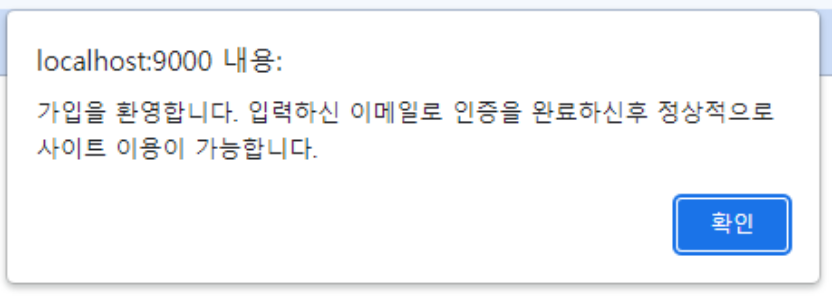 localhost:9000 내용:
가입을 환영합니다. 입력하신 이메일로 인증을 완료하신후 정상적으로
사이트 이용이 가능합니다.
확인